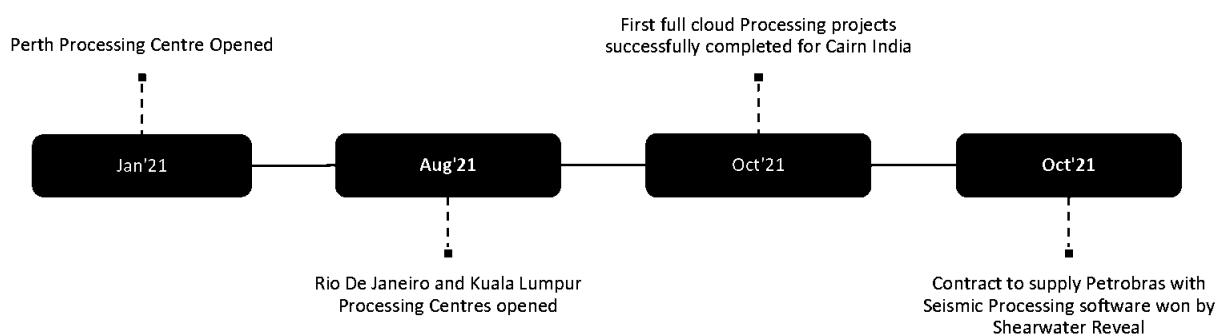 Perth Processing Centre Opened
First full cloud Processing projects
successfully completed for Cairn India
Jan'21
Aug'21
Oct'21
Oct'21
Rio De Janeiro and Kuala Lumpur
Processing Centres opened
Contract to supply Petrobras with
Seismic Processing software won by
Shearwater Reveal